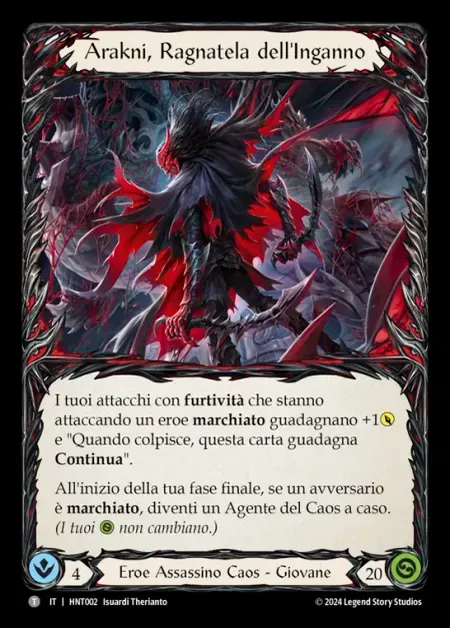 Arakni, Ragnatela dell'Inganno
I tuoi attacchi con furtività che stanno
attaccando un eroe marchiato guadagnano +1
e "Quando colpisce, questa carta guadagna
Continua".
All'inizio della tua fase finale, se un avversario
è marchiato, diventi un Agente del Caos a caso.
(I tuoi non cambiano.)
4 Eroe Assassino Caos - Giovane 20
T IT | HNT002 Isuardi Therianto © 2024 Legend Story Studios